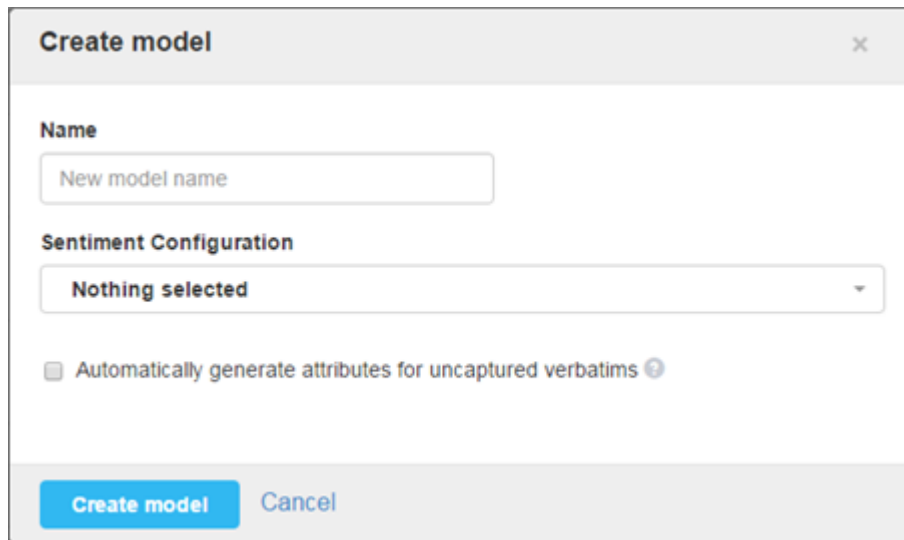 Create model ×
Name
New model name
Sentiment Configuration
Nothing selected
Automatically generate attributes for uncaptured verbatims ?
Create model Cancel